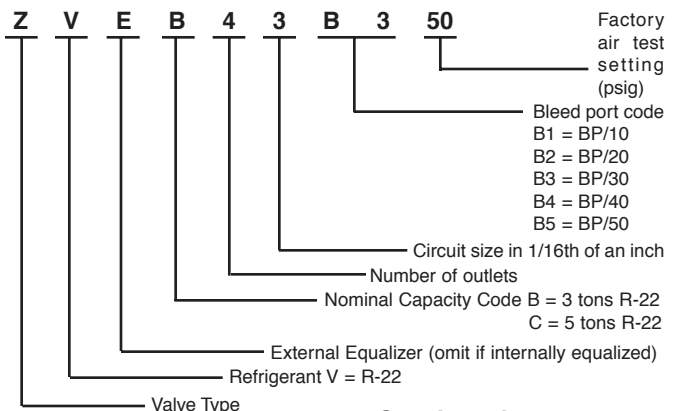 Z V E B 4 3 B 3 50
Factory
air test
setting
(psig)
Bleed port code
B1 = BP/10
B2 = BP/20
B3 = BP/30
B4 = BP/40
B5 = BP/50
Circuit size in 1/16th of an inch
Number of outlets
Nominal Capacity Code B = 3 tons R-22
C = 5 tons R-22
External Equalizer (omit if internally equalized)
Refrigerant V = R-22
Valve Type